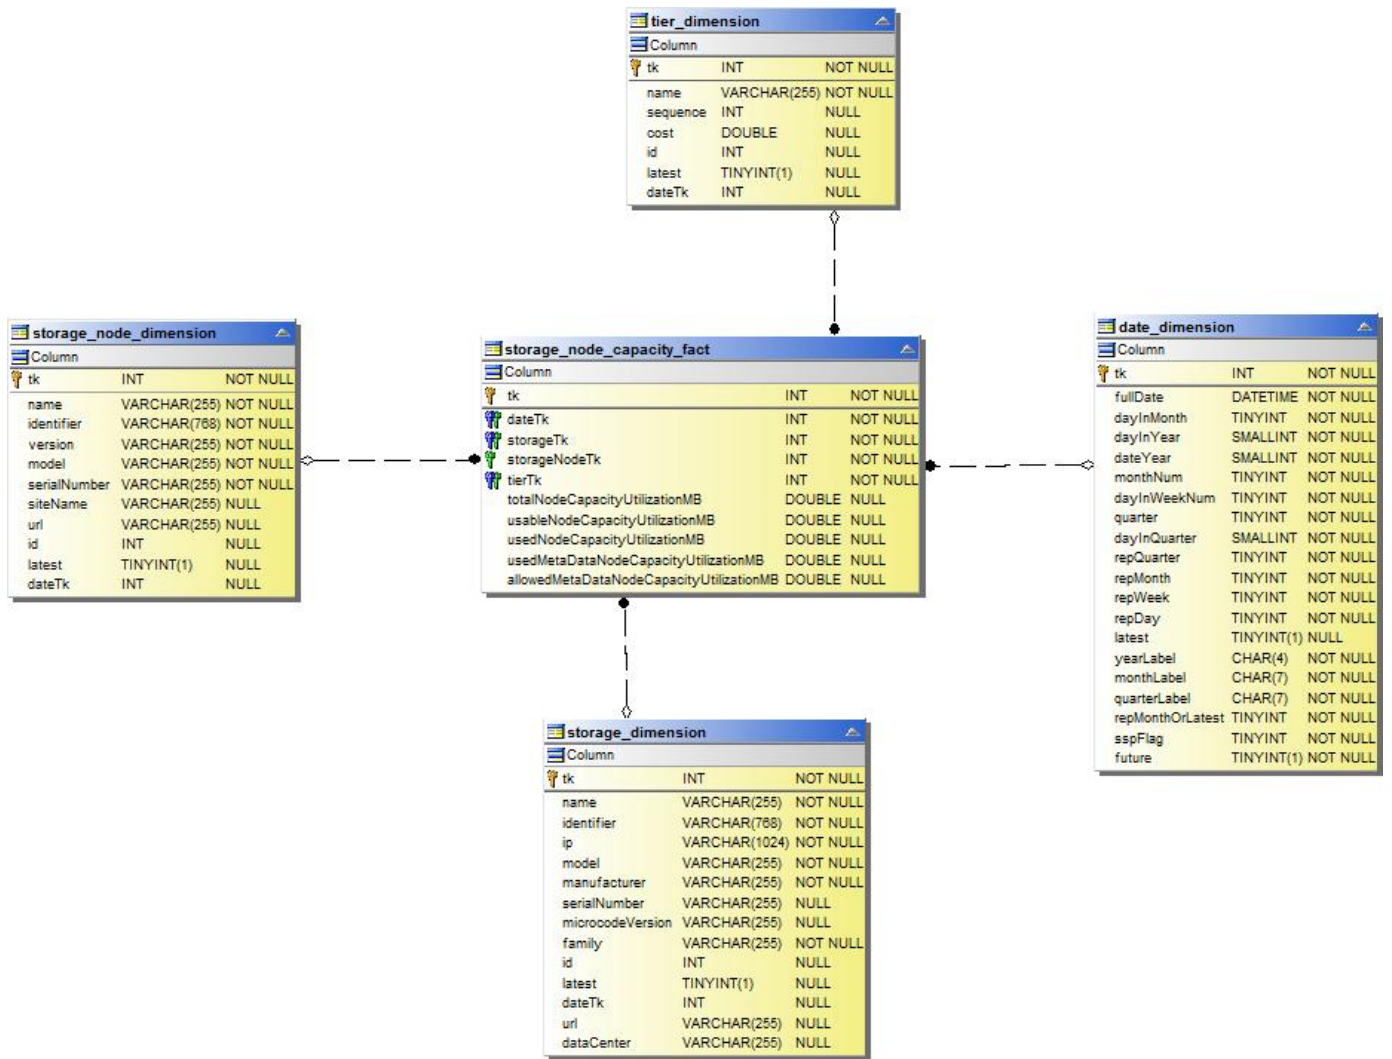 tier_dimension
Column
tk INT NOT NULL
name VARCHAR(255) NOT NULL
sequence INT NULL
cost DOUBLE NULL
id INT NULL
latest TINYINT(1) NULL
dateTk INT NULL
storage_node_dimension
Column
tk INT NOT NULL
name VARCHAR(255) NOT NULL
identifier VARCHAR(768) NOT NULL
version VARCHAR(255) NOT NULL
model VARCHAR(255) NOT NULL
serialNumber VARCHAR(255) NOT NULL
siteName VARCHAR(255) NULL
url VARCHAR(255) NULL
id INT NULL
latest TINYINT(1) NULL
dateTk INT NULL
storage_node_capacity_fact
Column
tk INT NOT NULL
dateTk INT NOT NULL
storageTk INT NOT NULL
storageNodeTk INT NOT NULL
tierTk INT NOT NULL
totalNodeCapacityUtilizationMB DOUBLE NULL
usableNodeCapacityUtilizationMB DOUBLE NULL
usedNodeCapacityUtilizationMB DOUBLE NULL
usedMetaDataNodeCapacityUtilizationMB DOUBLE NULL
allowedMetaDataNodeCapacityUtilizationMB DOUBLE NULL
date_dimension
Column
tk INT NOT NULL
fullDate DATETIME NOT NULL
dayInMonth TINYINT NOT NULL
dayInYear SMALLINT NOT NULL
dateYear SMALLINT NOT NULL
monthNum TINYINT NOT NULL
dayInWeekNum TINYINT NOT NULL
quarter TINYINT NOT NULL
dayInQuarter SMALLINT NOT NULL
repQuarter TINYINT NOT NULL
repMonth TINYINT NOT NULL
repWeek TINYINT NOT NULL
repDay TINYINT NOT NULL
latest TINYINT(1) NULL
yearLabel CHAR(4) NOT NULL
monthLabel CHAR(7) NOT NULL
quarterLabel CHAR(7) NOT NULL
repMonthOrLatest TINYINT NOT NULL
sspFlag TINYINT NOT NULL
future TINYINT(1) NOT NULL
storage_dimension
Column
tk INT NOT NULL
name VARCHAR(255) NOT NULL
identifier VARCHAR(768) NOT NULL
ip VARCHAR(1024) NOT NULL
model VARCHAR(255) NOT NULL
manufacturer VARCHAR(255) NOT NULL
serialNumber VARCHAR(255) NULL
microcodeVersion VARCHAR(255) NULL
family VARCHAR(255) NOT NULL
id INT NULL
latest TINYINT(1) NULL
dateTk INT NULL
url VARCHAR(255) NULL
dataCenter VARCHAR(255) NULL